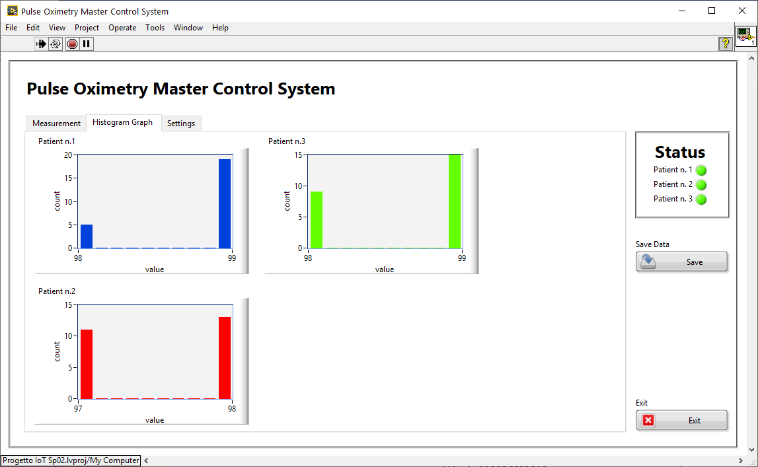 Pulse Oximetry Master Control System
File Edit View Project Operate Tools Window Help
?
1
Pulse Oximetry Master Control System
Measurement Histogram Graph Settings
Patient n.1
20
15
10
5
0
98 99
count
value
Patient n.3
15
10
5
0
98 99
count
value
Patient n.2
15
10
5
0
97 98
count
value
Status
Patient n. 1
Patient n. 2
Patient n. 3
Save Data
Save
Exit
Exit
Progetto IoT Sp02.lvproj/My Computer